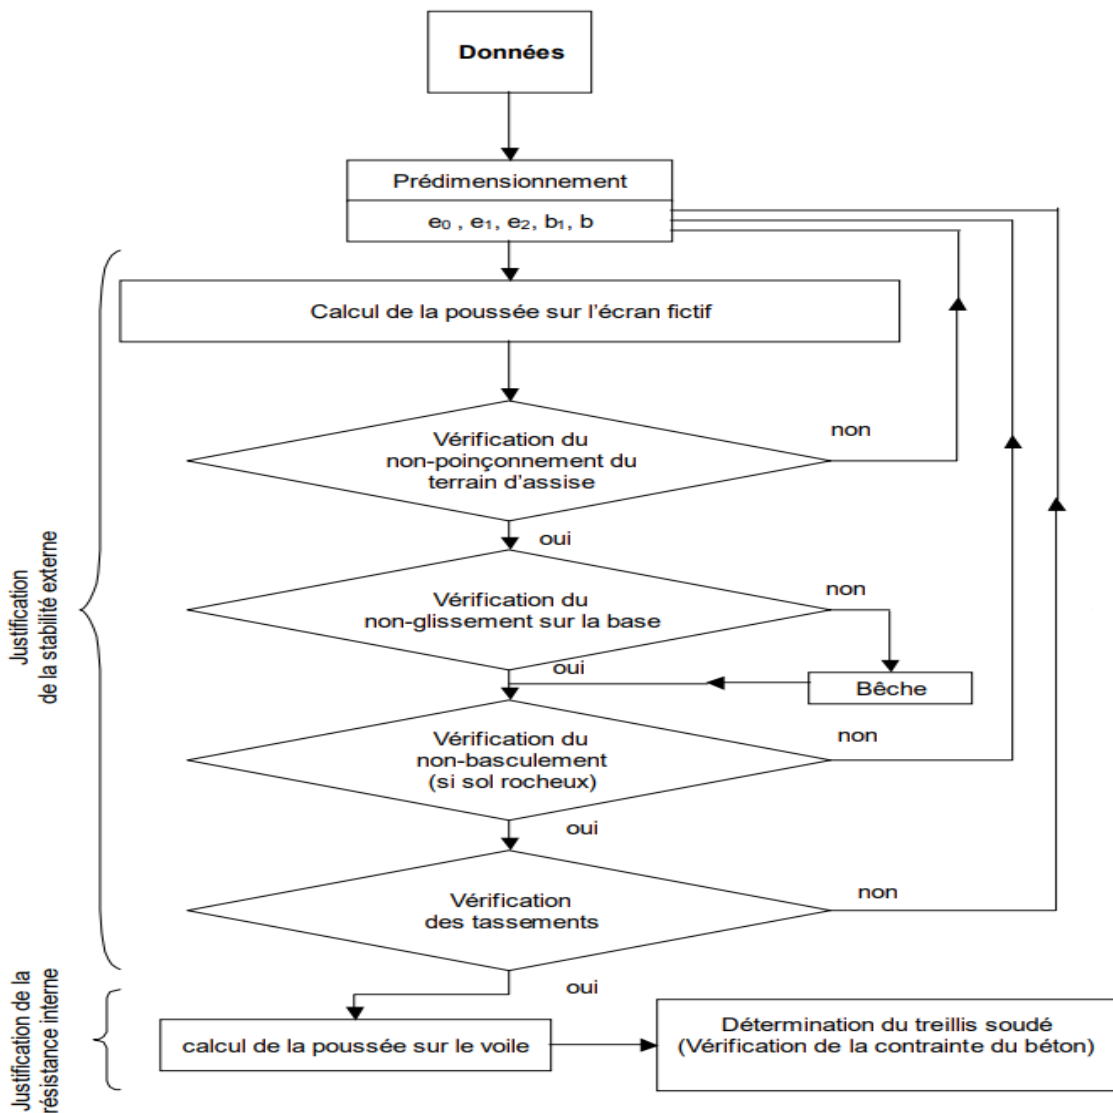 Données
Prédimensionnement
e₀ , e₁, e₂, b₁, b
Calcul de la poussée sur l'écran fictif
Vérification du
non-poinçonnement du
terrain d'assise
non
oui
Vérification du
non-glissement sur la base
non
oui
Bêche
Vérification du
non-basculement
(si sol rocheux)
non
oui
Vérification
des tassements
non
oui
Justification
de la stabilité externe
Justification de la
résistance interne
calcul de la poussée sur le voile
Détermination du treillis soudé
(Vérification de la contrainte du béton)